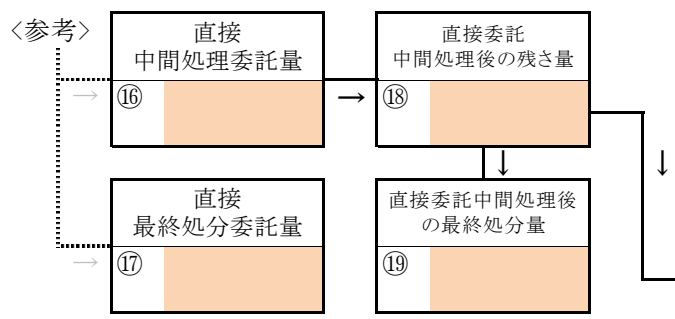 〈参考〉
直接
中間処理委託量
⑯
→
→
直接委託
中間処理後の残さ量
⑱
↓
↓
直接
最終処分委託量
→
⑰
直接委託中間処理後
の最終処分量
⑲